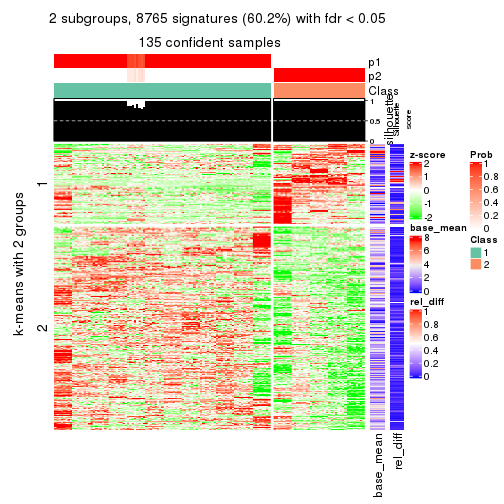 2 subgroups, 8765 signatures (60.2%) with fdr < 0.05
135 confident samples
p1
p2
Class
silhouette
Silhouette
score
1
0.5
0
k-means with 2 groups
1
2
base_mean
rel_diff
z-score
2
1
0
-1
-2
base_mean
8
6
4
2
0
rel_diff
1
0.8
0.6
0.4
0.2
0
Prob
1
0.8
0.6
0.4
0.2
0
Class
1
2